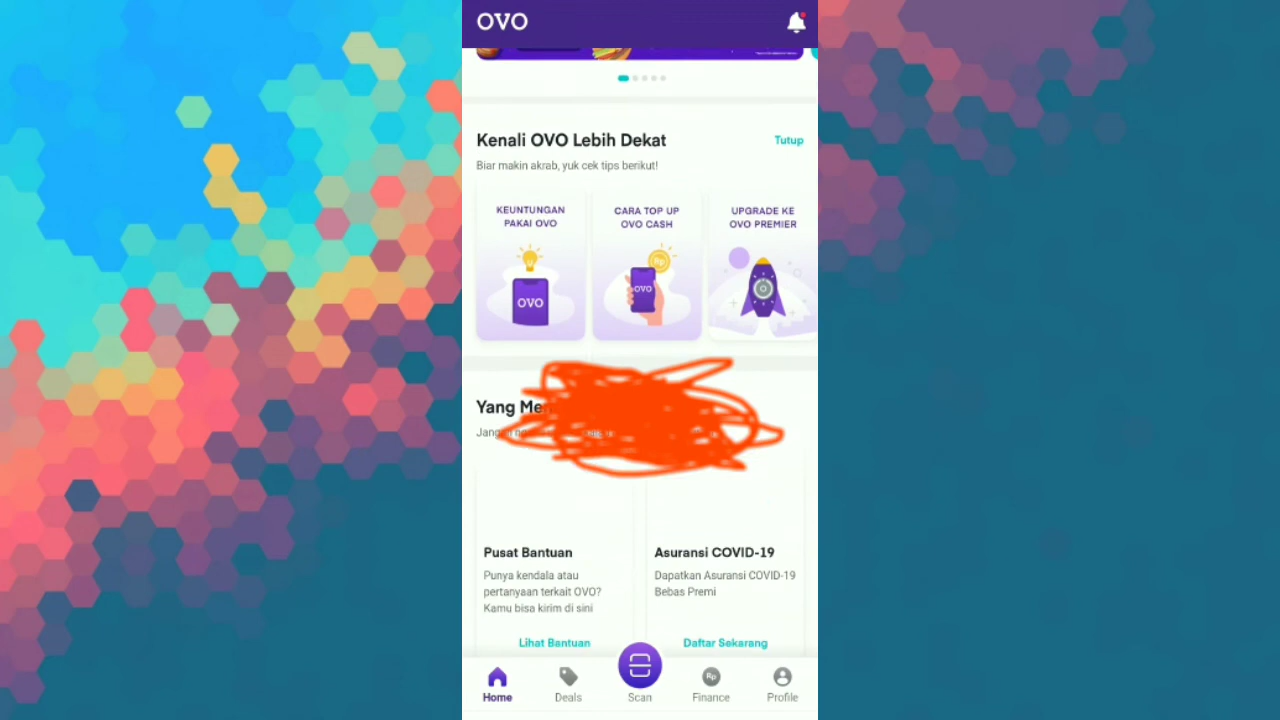 OVO
Kenali OVO Lebih Dekat
Tutup
Biar makin akrab, yuk cek tips berikut!
KEUNTUNGAN
PAKAI OVO
CARA TOP UP
OVO CASH
UPGRADE KE
OVO PREMIER
Rp
OVO
OVO
Yang
Pusat Bantuan
Asuransi COVID-19
Punya kendala atau
pertanyaan terkait OVO?
Kamu bisa kirim di sini
Dapatkan Asuransi COVID-19
Bebas Premi
Lihat Bantuan
Daftar Sekarang
Rp
Home
Deals
Scan
Finance
Profile